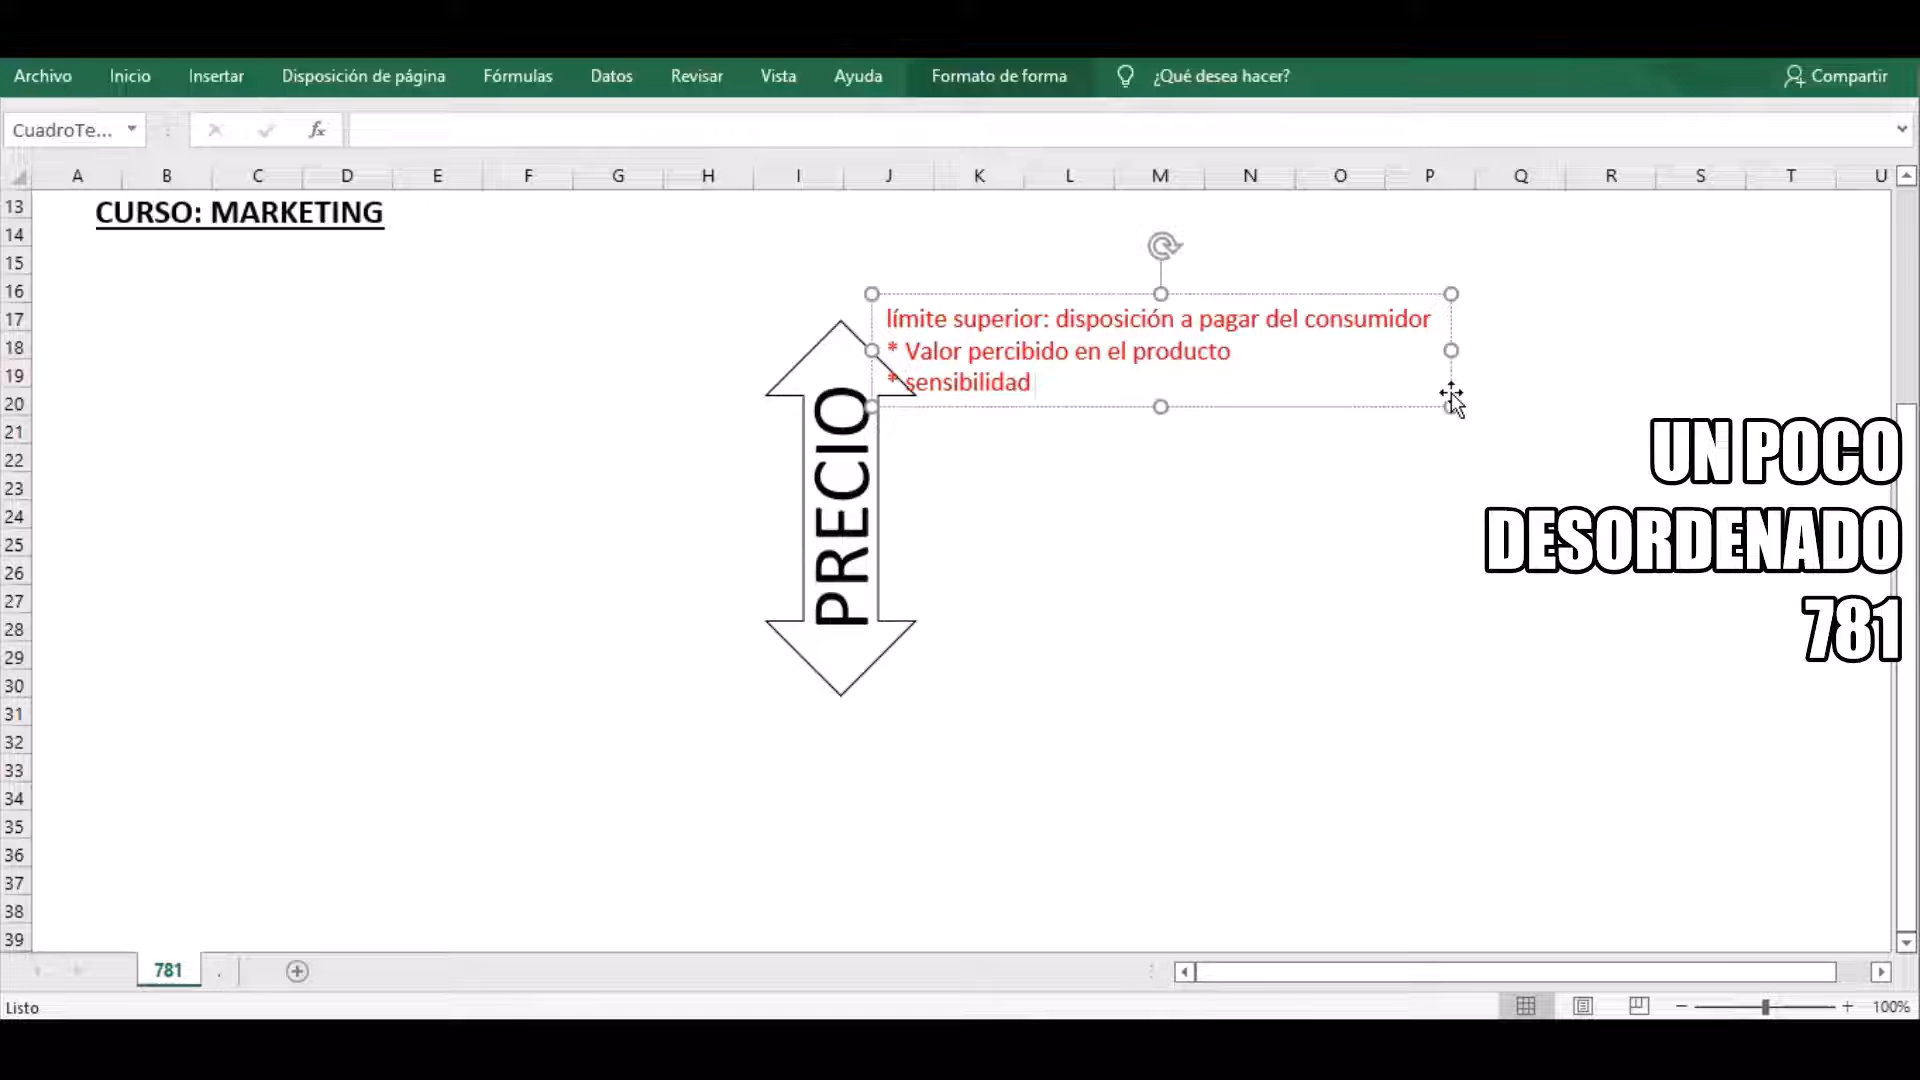 Archivo Inicio Insertar Disposición de página Fórmulas Datos Revisar Vista Ayuda Formato de forma ¿Qué desea hacer? Compartir
CuadroTe... fx
A B C D E F G H I J K L M N O P Q R S T U
13
14
15
16
17
18
19
20
21
22
23
24
25
26
27
28
29
30
31
32
33
34
35
36
37
38
39
CURSO: MARKETING
límite superior: disposición a pagar del consumidor
* Valor percibido en el producto
* sensibilidad
PRECIO
UN POCO
DESORDENADO
781
781 .
Listo
100%